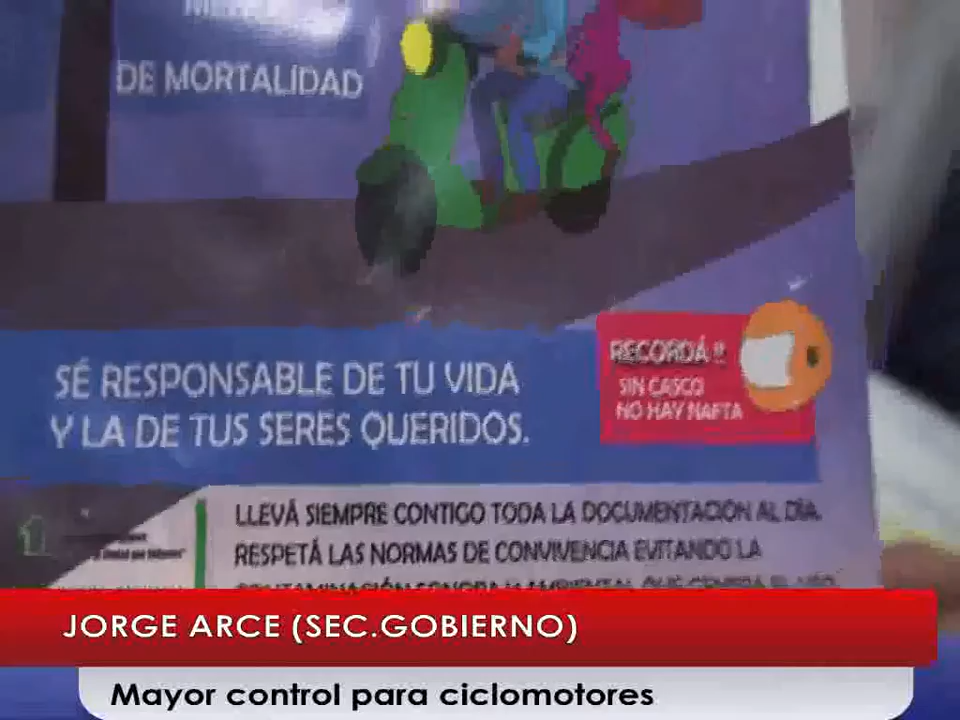 DE MORTALIDAD
SÉ RESPONSABLE DE TU VIDA
Y LA DE TUS SERES QUERIDOS.
RECORDÁ !!
SIN CASCO
NO HAY NAFTA
LLEVÁ SIEMPRE CONTIGO TODA LA DOCUMENTACIÓN AL DÍA.
RESPETÁ LAS NORMAS DE CONVIVENCIA EVITANDO LA
JORGE ARCE (SEC.GOBIERNO)
Mayor control para ciclomotores